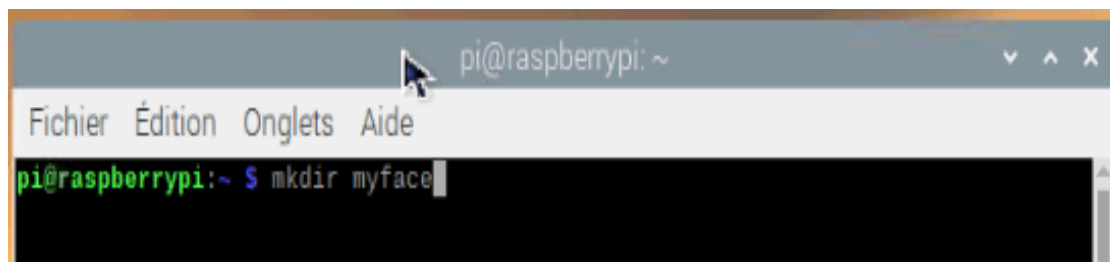 pi@raspberrypi: ~
Fichier Édition Onglets Aide
pi@raspberrypi:~ $ mkdir myface